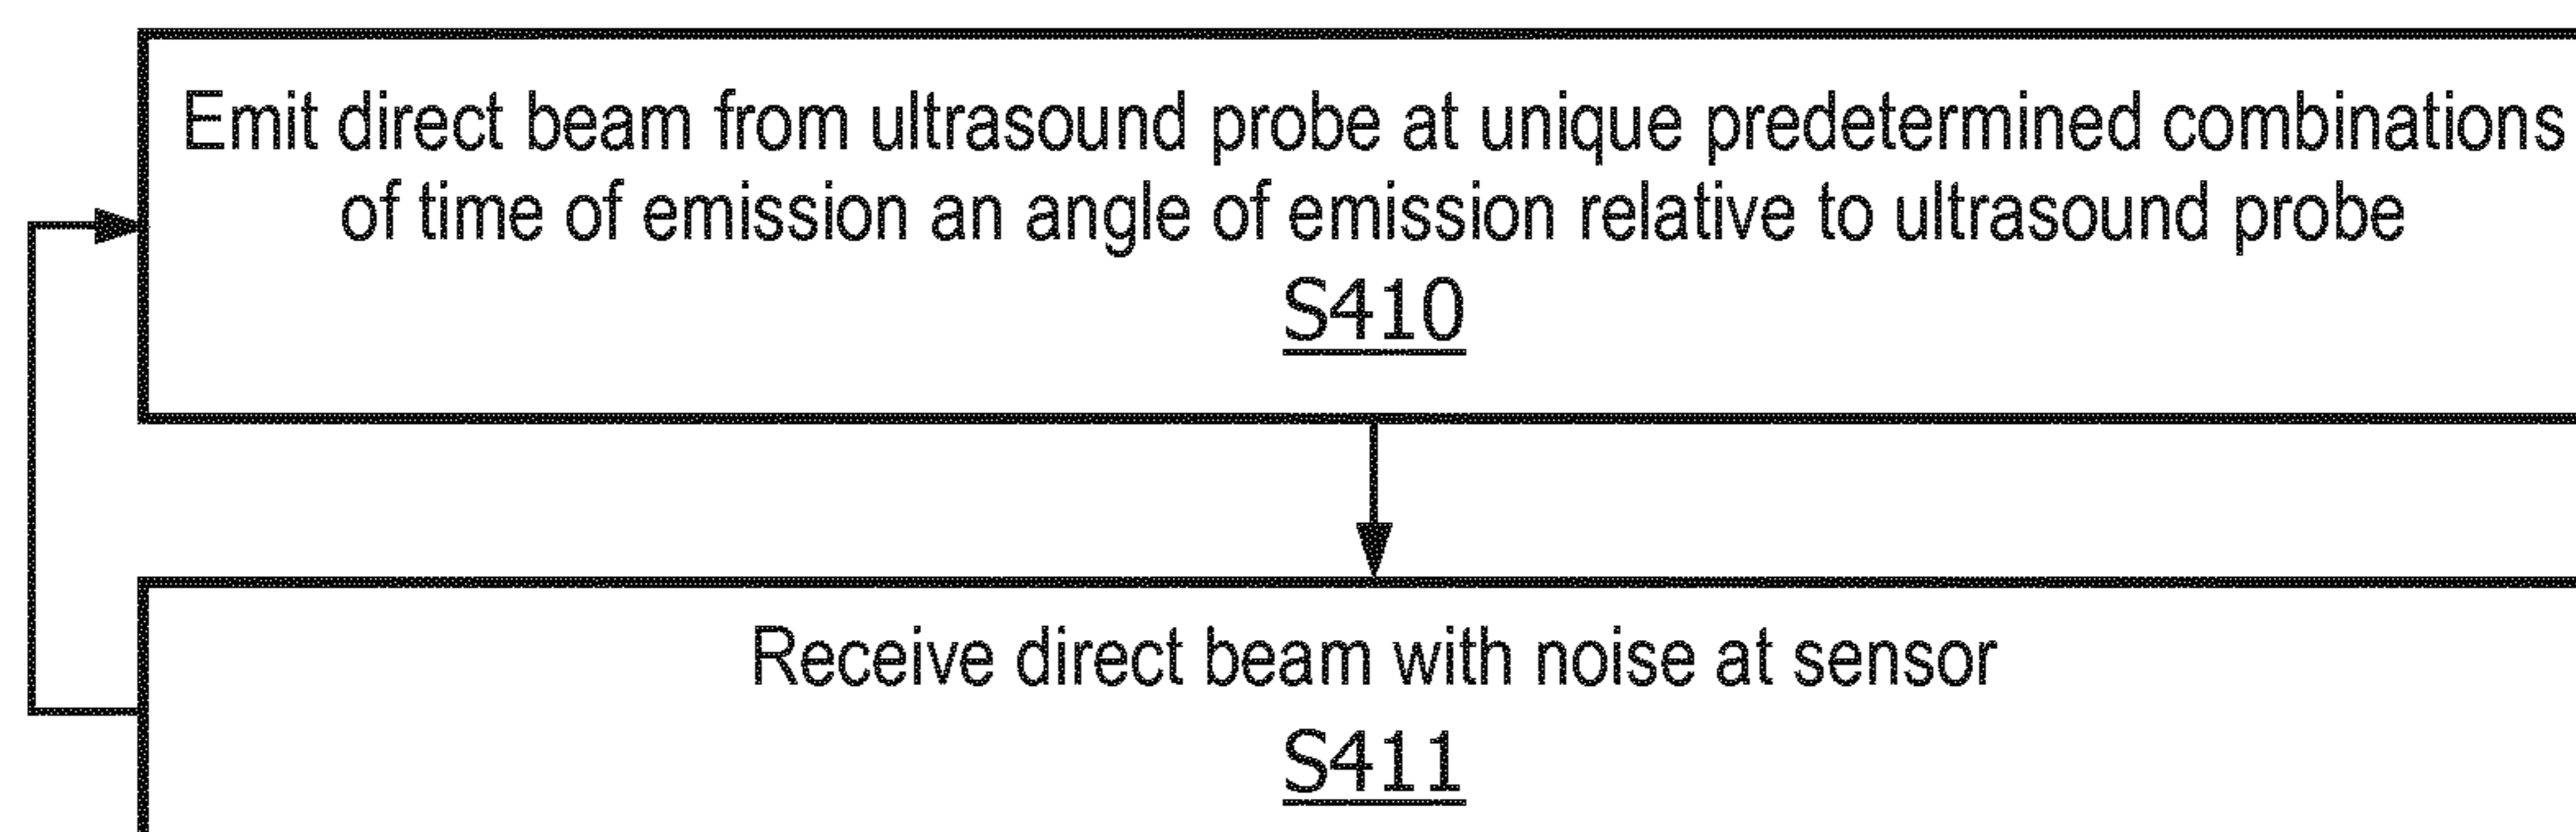 Emit direct beam from ultrasound probe at unique predetermined combinations
of time of emission an angle of emission relative to ultrasound probe
S410
Receive direct beam with noise at sensor
S411